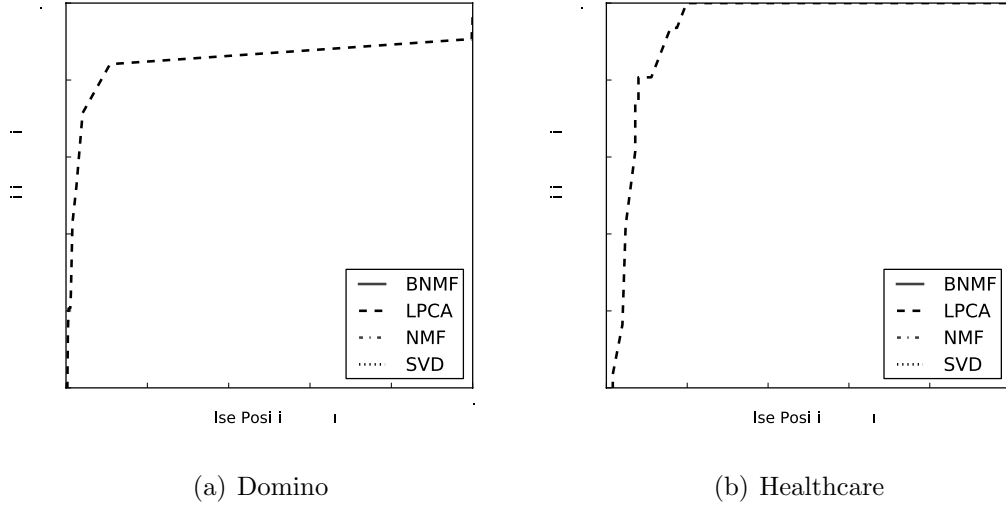 BNMF
LPCA
NMF
SVD
BNMF
LPCA
NMF
SVD
(a) Domino
(b) Healthcare